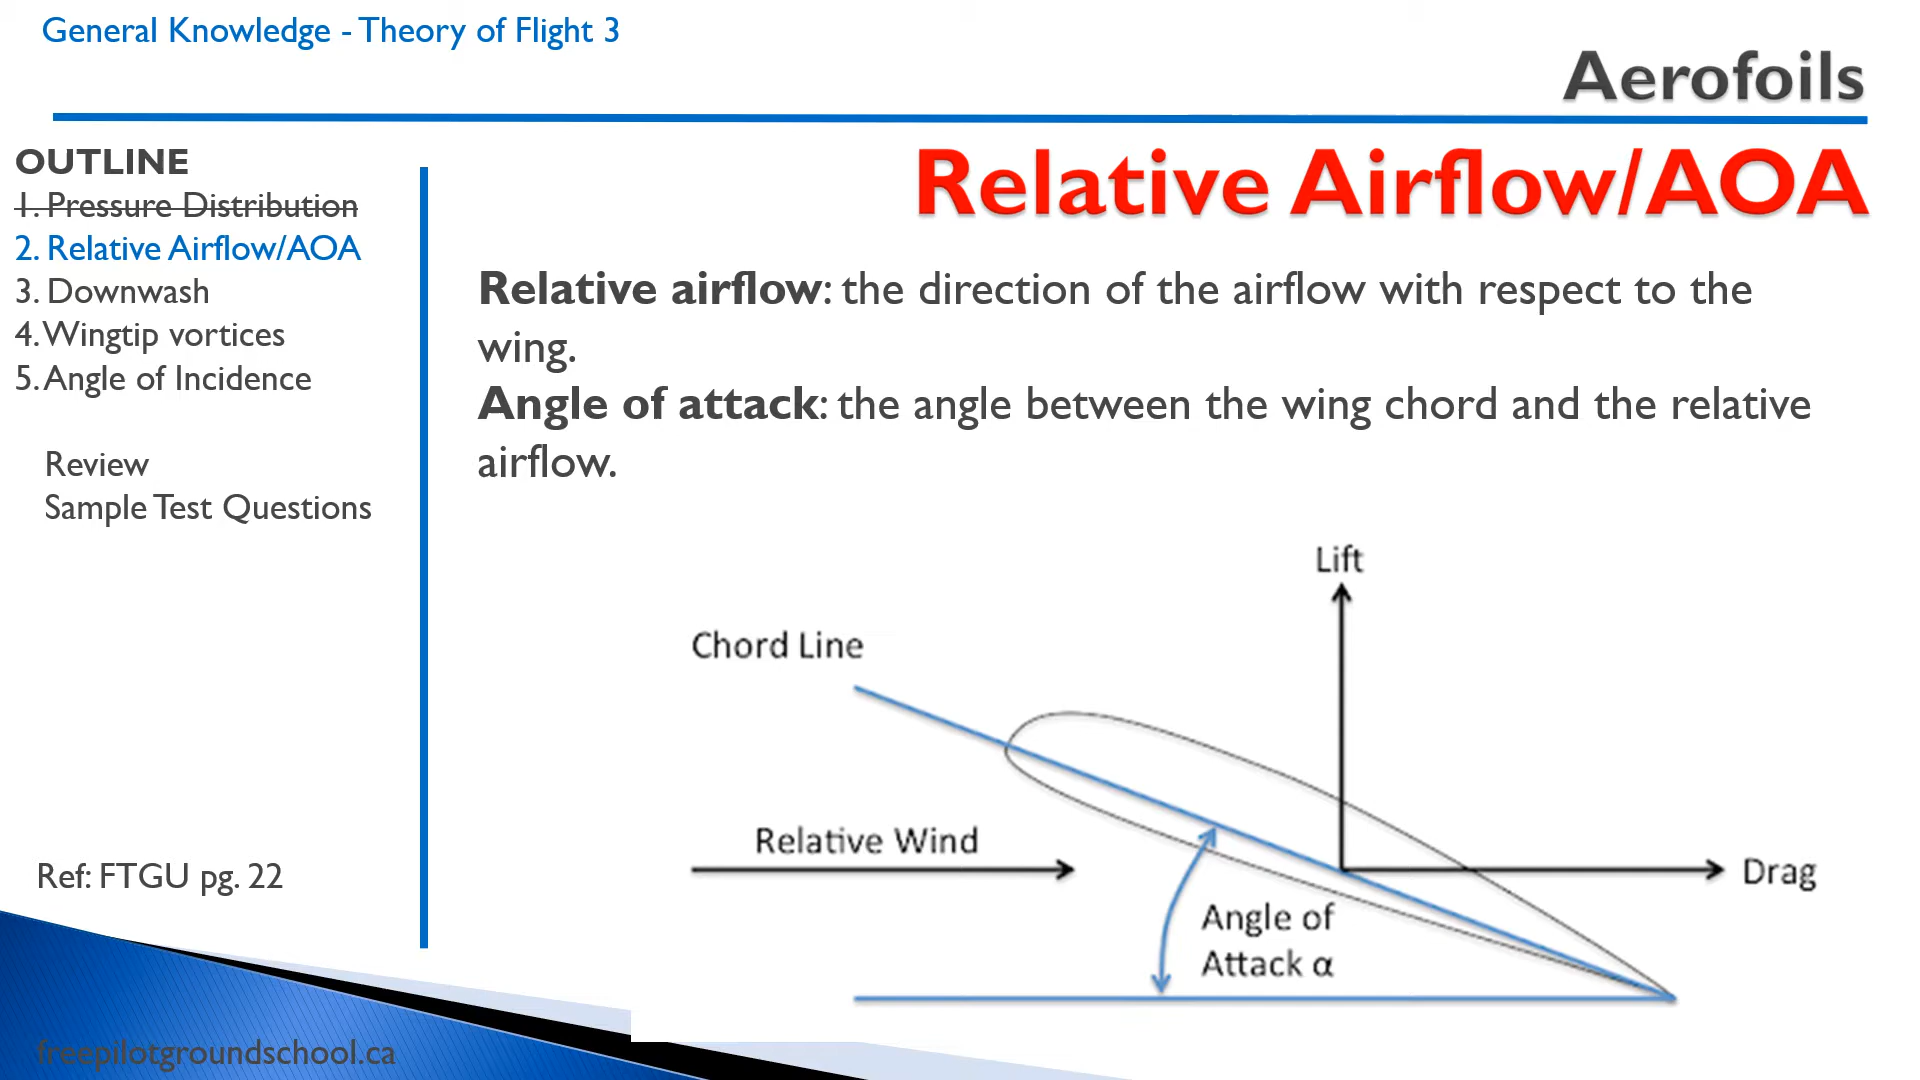 General Knowledge - Theory of Flight 3
Aerofoils
OUTLINE
1. Pressure Distribution
2. Relative Airflow/AOA
3. Downwash
4. Wingtip vortices
5. Angle of Incidence
Review
Sample Test Questions
Ref: FTGU pg. 22
freepilotgroundschool.ca
Relative Airflow/AOA
Relative airflow: the direction of the airflow with respect to the
wing.
Angle of attack: the angle between the wing chord and the relative
airflow.
Lift
Chord Line
Relative Wind
Drag
Angle of
Attack α